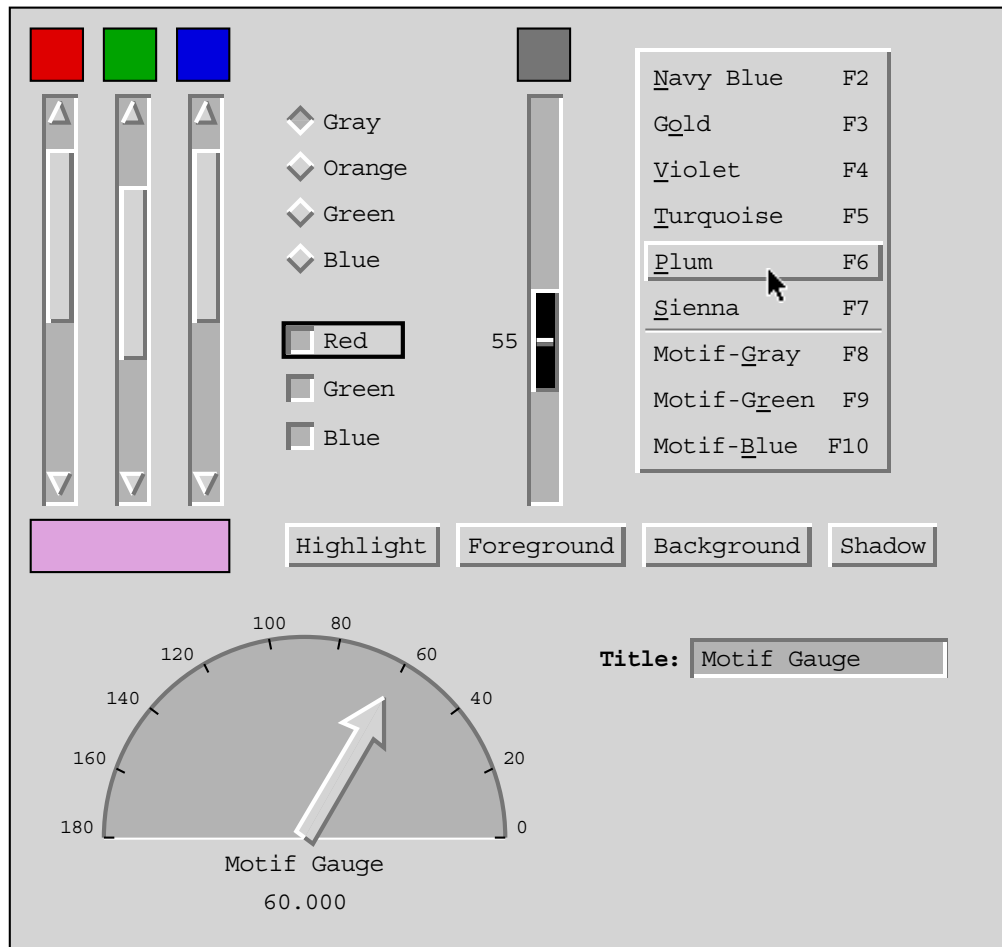 Gray
Orange
Green
Blue
Red
Green
Blue
55
Navy Blue F2
Gold F3
Violet F4
Turquoise F5
Plum F6
Sienna F7
Motif-Gray F8
Motif-Green F9
Motif-Blue F10
Highlight Foreground Background Shadow
100 80
120 60
140 40
160 20
180 0
Motif Gauge
60.000
Title: Motif Gauge